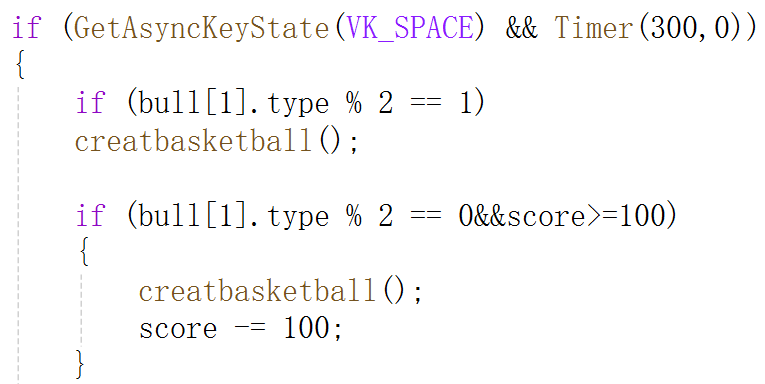 if (GetAsyncKeyState(VK_SPACE) && Timer(300,0))
{
    if (bull[1].type % 2 == 1)
    creatbasketball();

    if (bull[1].type % 2 == 0&&score>=100)
    {
        creatbasketball();
        score -= 100;
    }